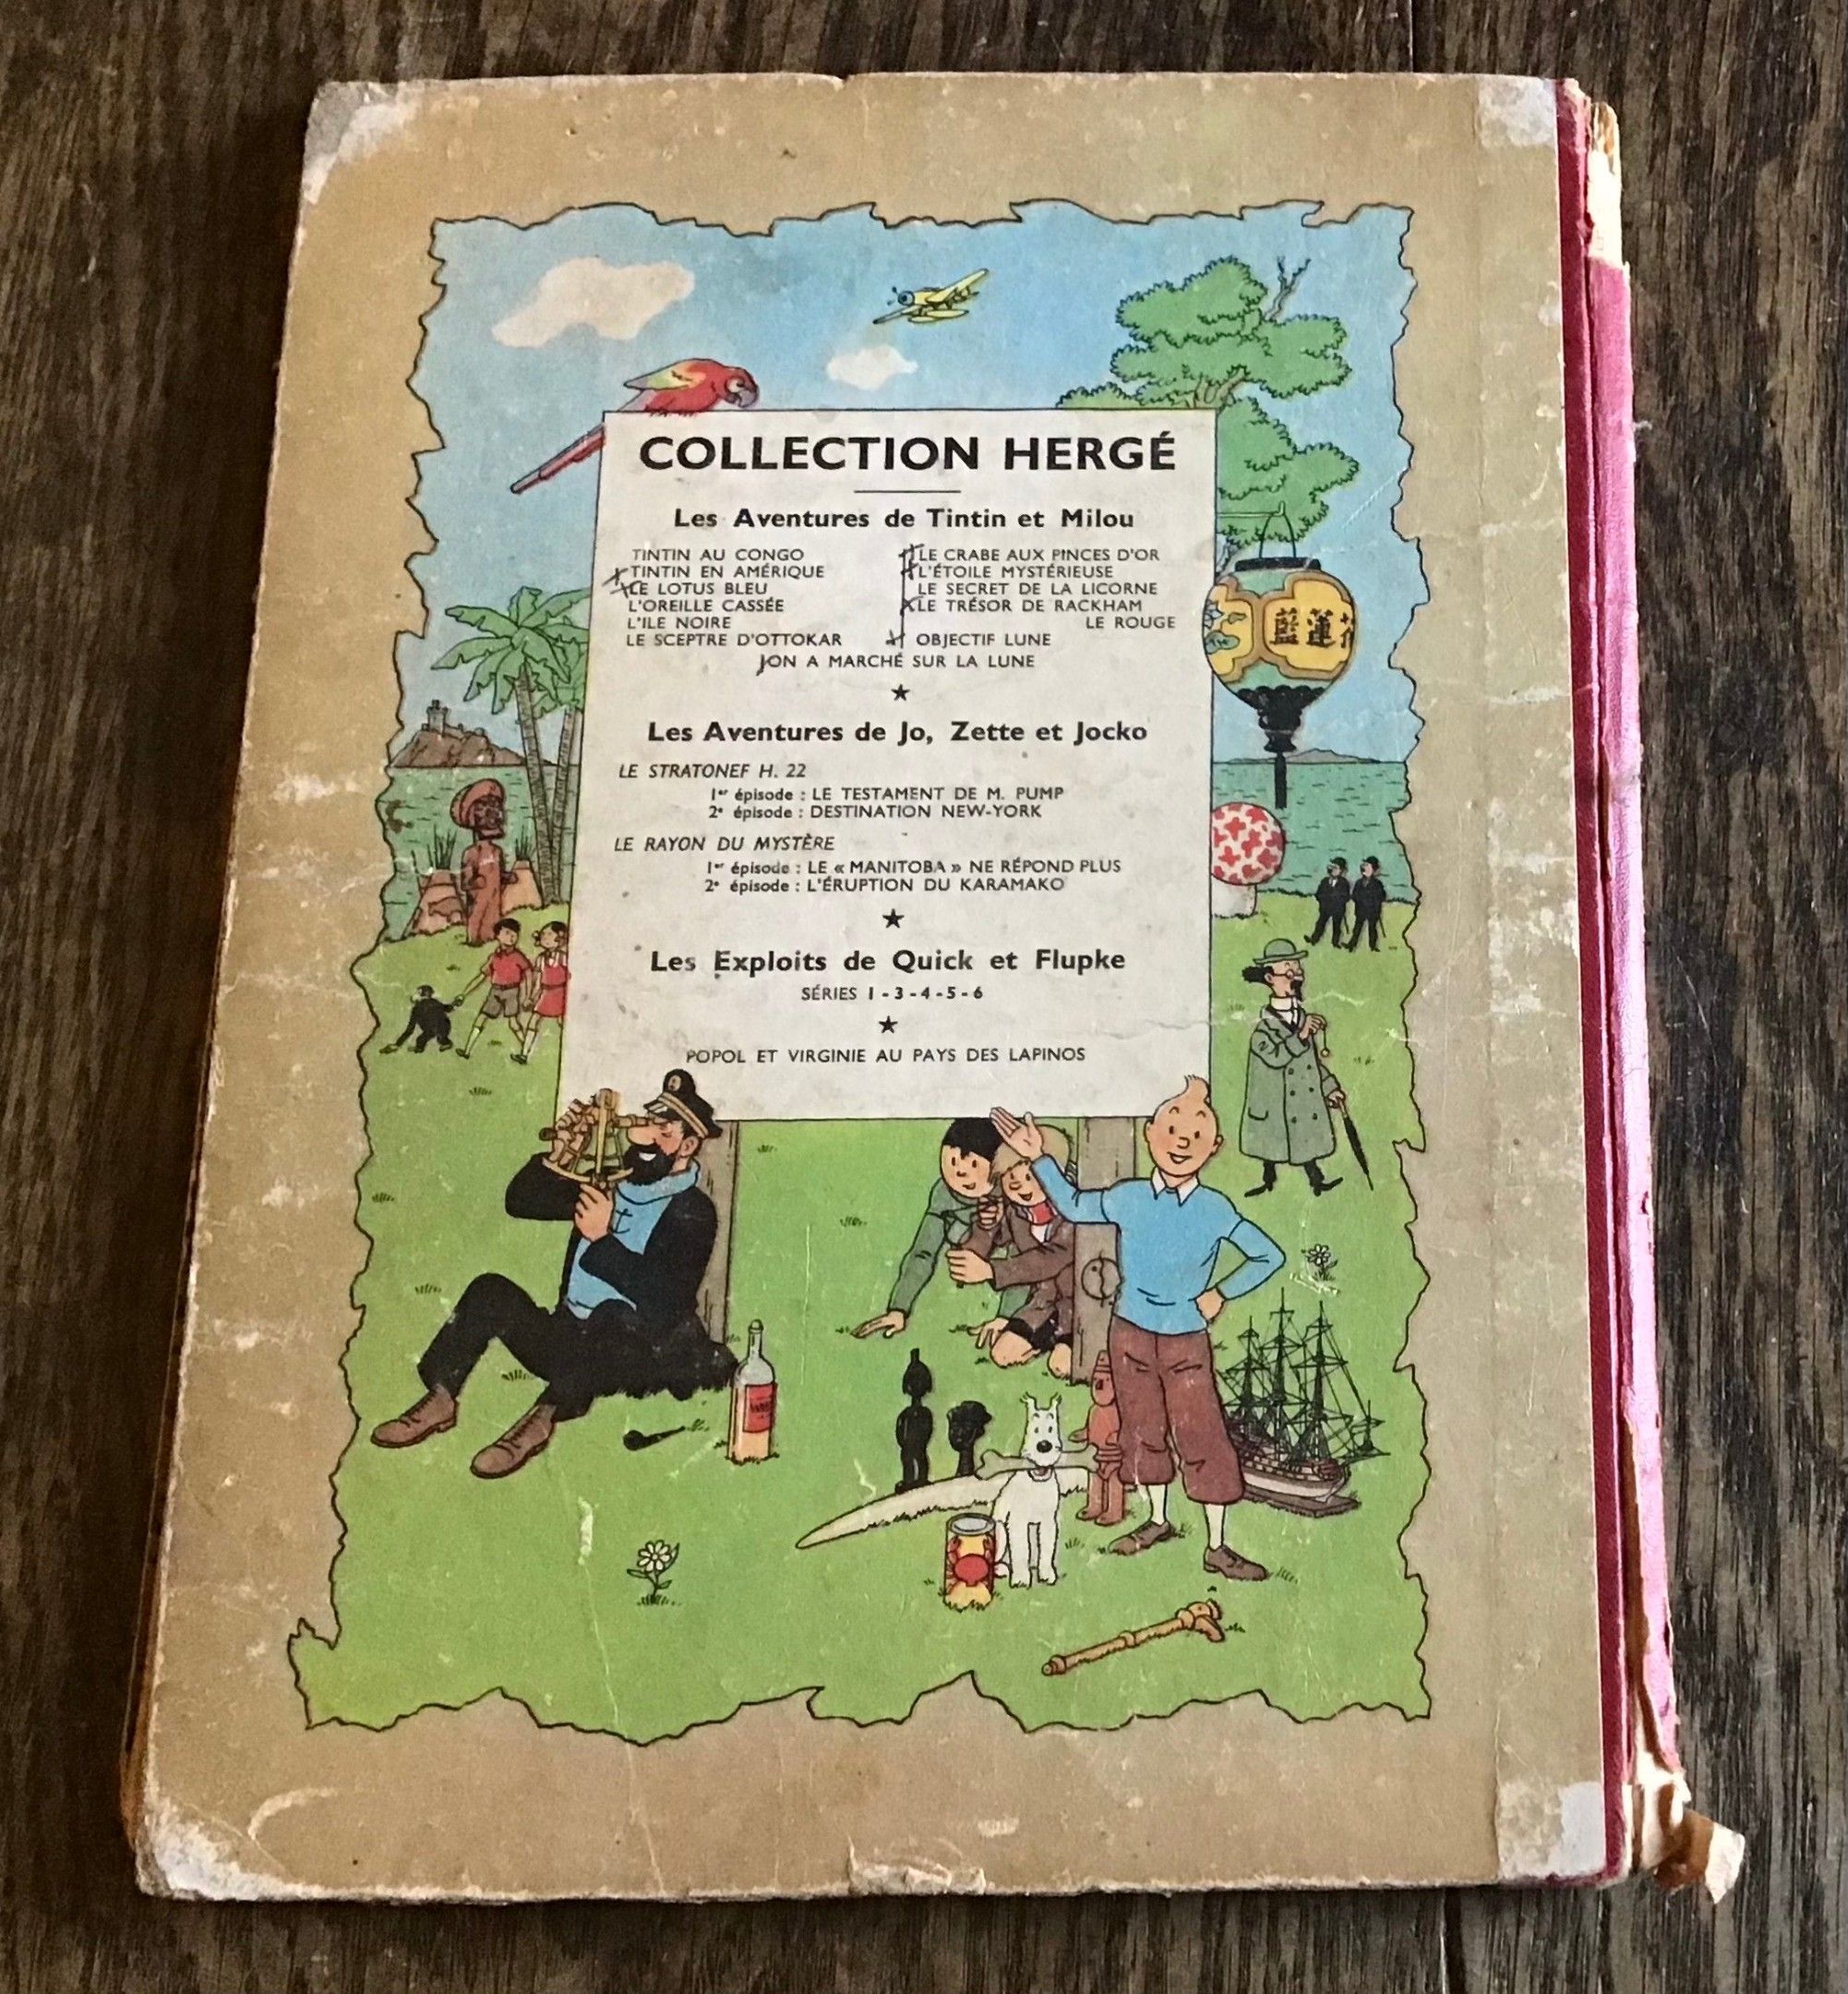 COLLECTION HERGÉ
Les Aventures de Tintin et Milou
TINTIN AU CONGO
TINTIN EN AMÉRIQUE
LE LOTUS BLEU
L'OREILLE CASSÉE
L'ILE NOIRE
LE SCEPTRE D'OTTOKAR
LE CRABE AUX PINCES D'OR
L'ÉTOILE MYSTÉRIEUSE
LE SECRET DE LA LICORNE
LE TRÉSOR DE RACKHAM
LE ROUGE
OBJECTIF LUNE
ON A MARCHÉ SUR LA LUNE
Les Aventures de Jo, Zette et Jocko
LE STRATONEF H. 22
1er épisode : LE TESTAMENT DE M. PUMP
2e épisode : DESTINATION NEW-YORK
LE RAYON DU MYSTÈRE
1er épisode : LE « MANITOBA » NE RÉPOND PLUS
2e épisode : L'ÉRUPTION DU KARAMAKO
Les Exploits de Quick et Flupke
SÉRIES 1 - 3 - 4 - 5 - 6
POPOL ET VIRGINIE AU PAYS DES LAPINOS